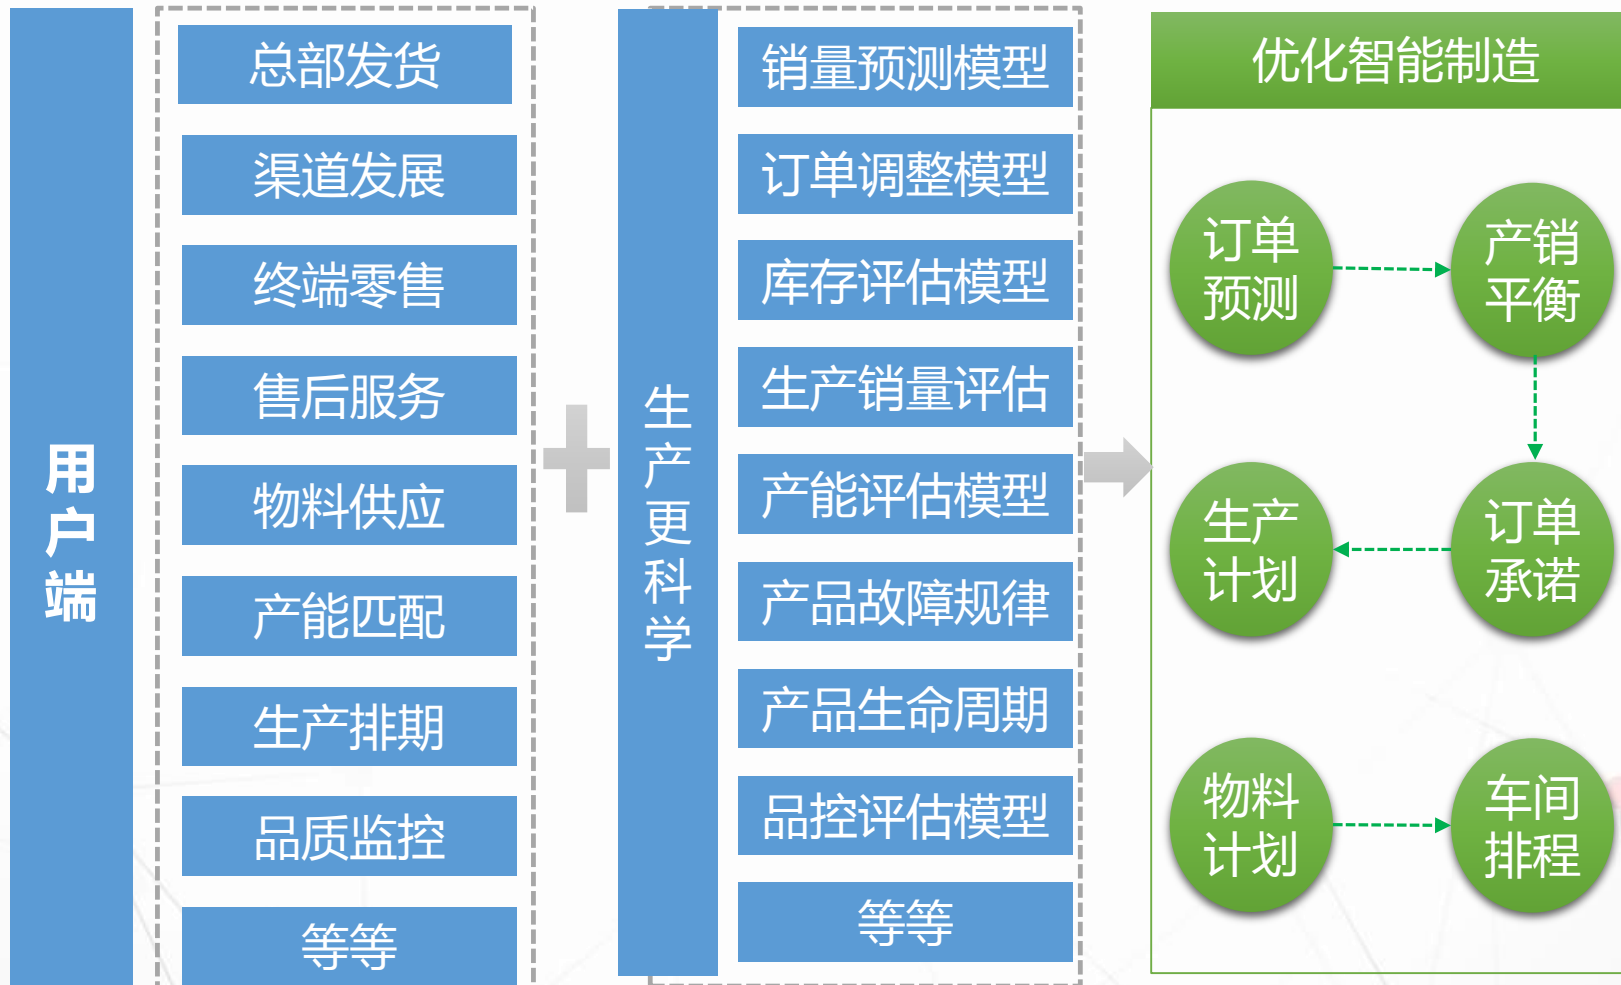 用户端
总部发货
渠道发展
终端零售
售后服务
物料供应
产能匹配
生产排期
品质监控
等等
生产更科学
销量预测模型
订单调整模型
库存评估模型
生产销量评估
产能评估模型
产品故障规律
产品生命周期
品控评估模型
等等
优化智能制造
订单
预测
产销
平衡
生产
计划
订单
承诺
物料
计划
车间
排程